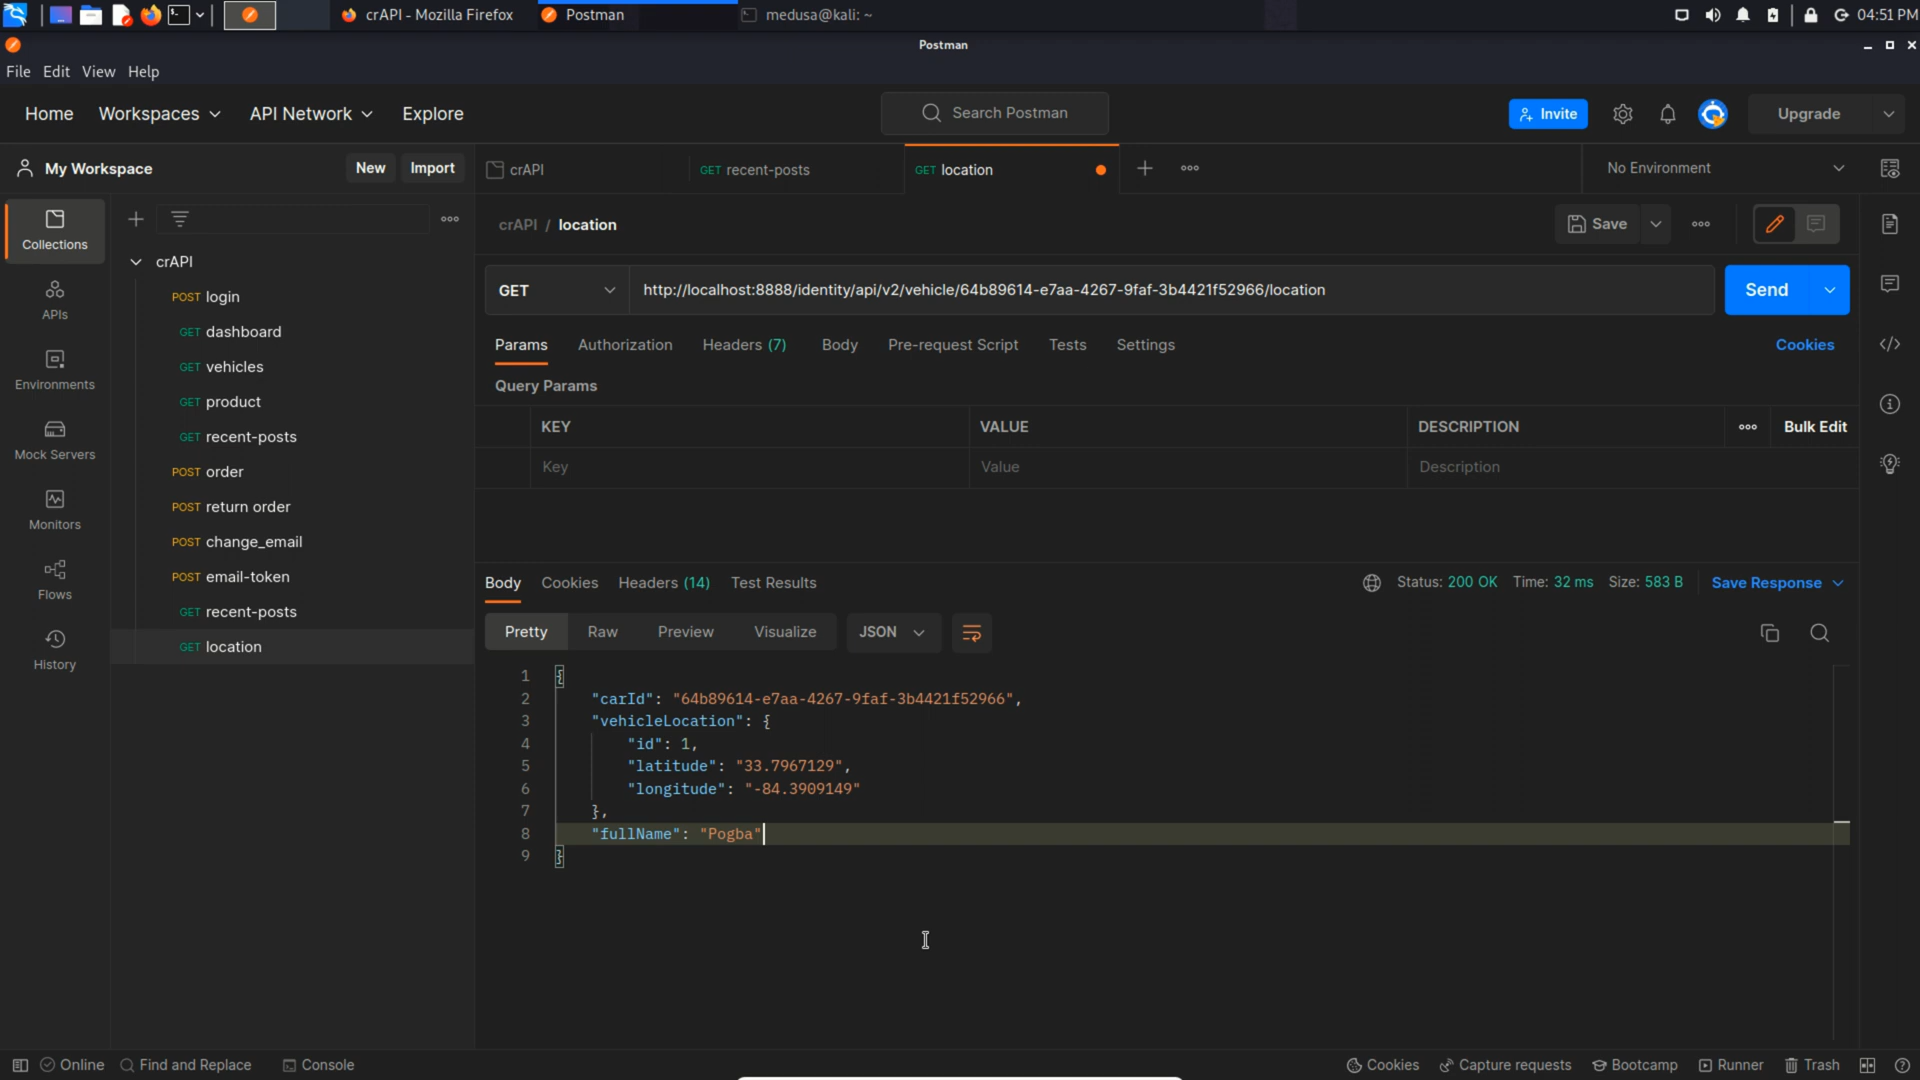 crAPI - Mozilla Firefox
Postman
medusa@kali: ~
04:51 PM
Postman
File Edit View Help
Home Workspaces API Network Explore
Search Postman
Invite
Upgrade
My Workspace
New
Import
crAPI
GET recent-posts
GET location
No Environment
Collections
APIs
Environments
Mock Servers
Monitors
Flows
History
crAPI
POST login
GET dashboard
GET vehicles
GET product
GET recent-posts
POST order
POST return order
POST change_email
POST email-token
GET recent-posts
GET location
crAPI / location
Save
GET
http://localhost:8888/identity/api/v2/vehicle/64b89614-e7aa-4267-9faf-3b4421f52966/location
Send
Params Authorization Headers (7) Body Pre-request Script Tests Settings
Cookies
Query Params
KEY VALUE DESCRIPTION
Bulk Edit
Key Value Description
Body Cookies Headers (14) Test Results
Status: 200 OK Time: 32 ms Size: 583 B
Save Response
Pretty Raw Preview Visualize JSON
1 {
2 "carId": "64b89614-e7aa-4267-9faf-3b4421f52966",
3 "vehicleLocation": {
4 "id": 1,
5 "latitude": "33.7967129",
6 "longitude": "-84.3909149"
7 },
8 "fullName": "Pogba"
9 }
Online Find and Replace Console
Cookies Capture requests Bootcamp Runner Trash